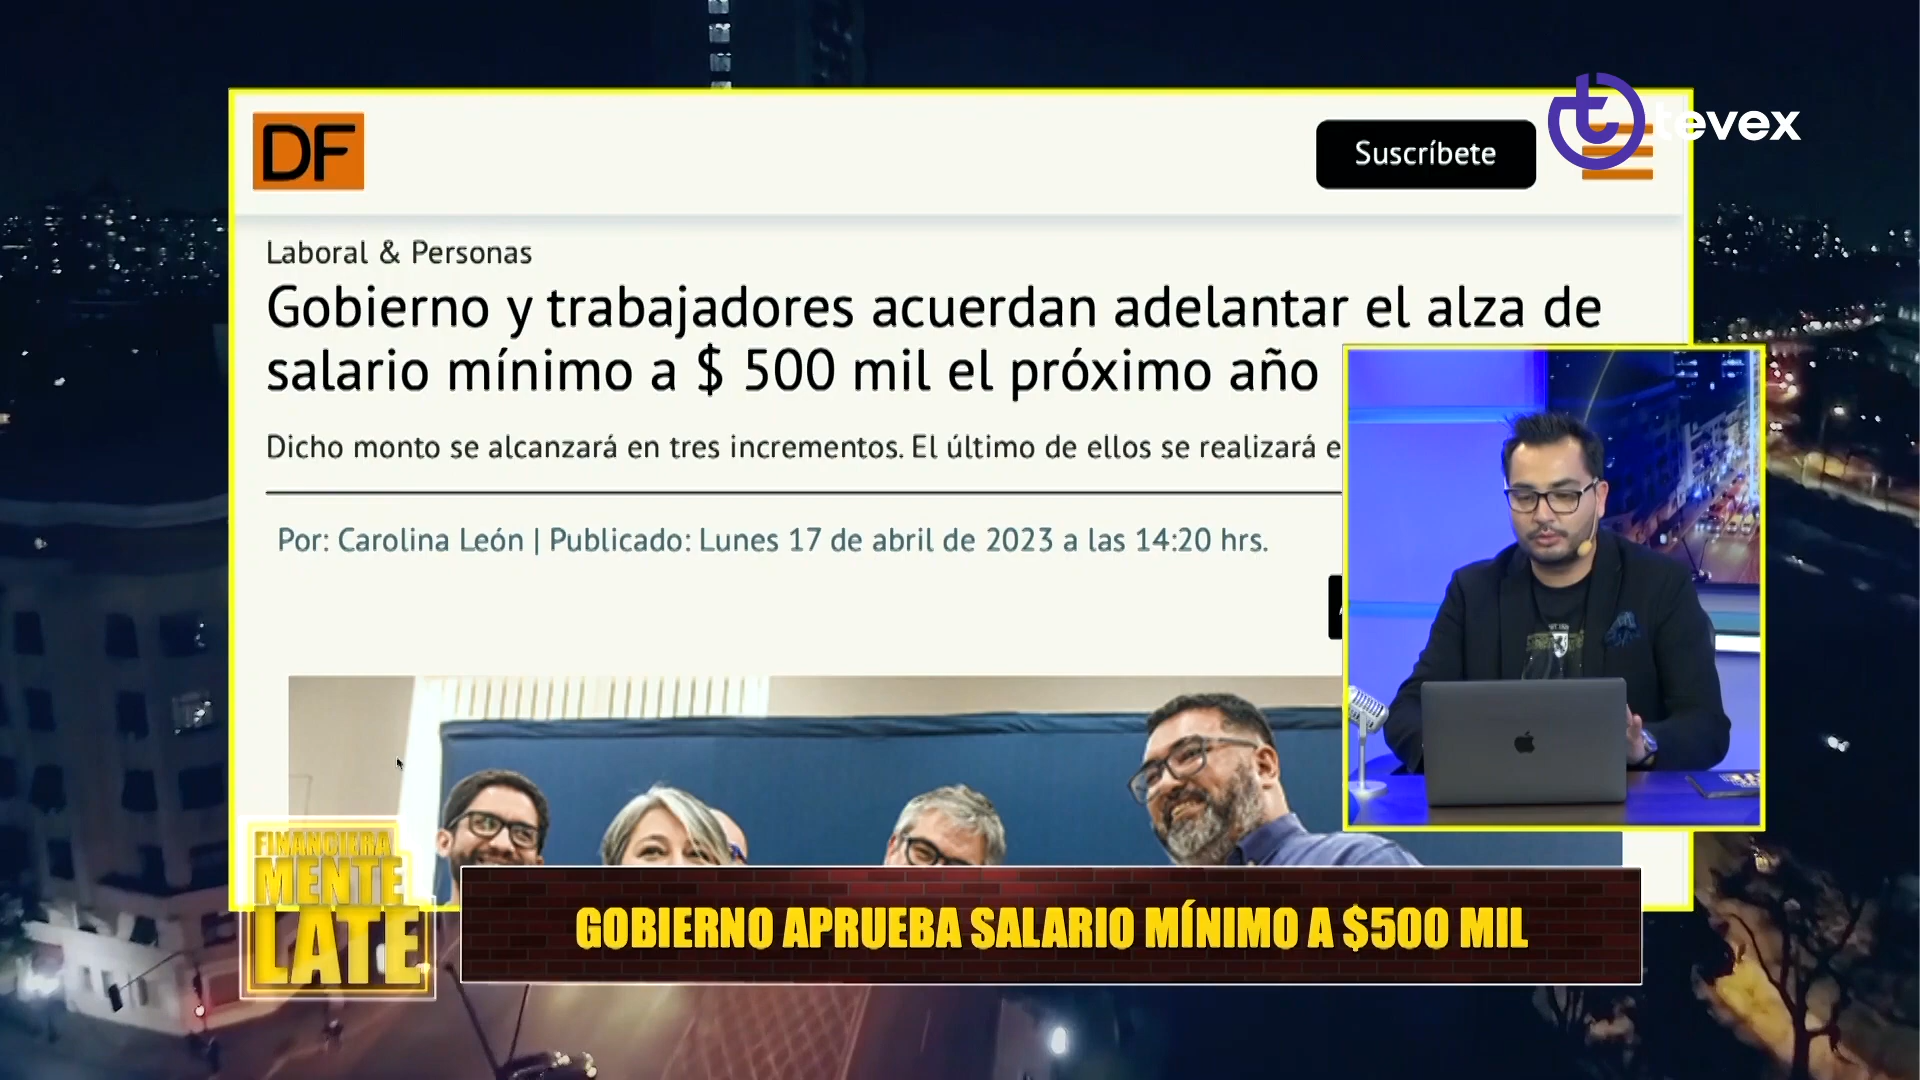 DF
Suscríbete
tevex
Laboral & Personas
Gobierno y trabajadores acuerdan adelantar el alza de
salario mínimo a $ 500 mil el próximo año
Dicho monto se alcanzará en tres incrementos. El último de ellos se realizará e
Por: Carolina León | Publicado: Lunes 17 de abril de 2023 a las 14:20 hrs.
FINANCIERA
MENTE
LATE
GOBIERNO APRUEBA SALARIO MÍNIMO A $500 MIL